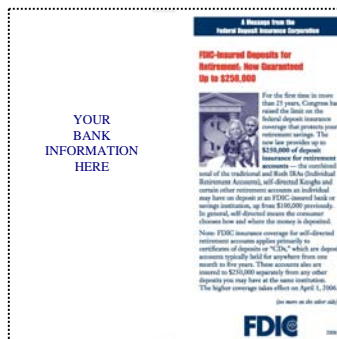 YOUR
BANK
INFORMATION
HERE
A Message from the
Federal Deposit Insurance Corporation
FDIC-Insured Deposits for
Retirement: Now Guaranteed
Up to $250,000
For the first time in more
than 25 years, Congress has
raised the limit on the
federal deposit insurance
coverage that protects your
retirement savings. The
new law provides up to
$250,000 of deposit
insurance for retirement
accounts — the combined
total of the traditional and Roth IRAs (Individual
Retirement Accounts), self-directed Keoghs and
certain other retirement accounts an individual
may have on deposit at an FDIC-insured bank or
savings institution, up from $100,000 previously.
In general, self-directed means the consumer
chooses how and where the money is deposited.
Note: FDIC insurance coverage for self-directed
retirement accounts applies primarily to
certificates of deposits or "CDs," which are deposit
accounts typically held for anywhere from one
month to five years. These accounts also are
insured to $250,000 separately from any other
deposits you may have at the same institution.
The higher coverage takes effect on April 1, 2006.
(see more on the other side)
FDIC
2006